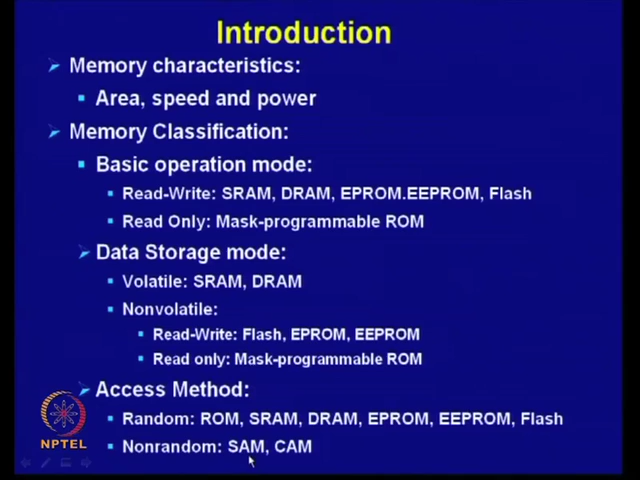 Introduction
Memory characteristics:
Area, speed and power
Memory Classification:
Basic operation mode:
Read-Write: SRAM, DRAM, EPROM.EEPROM, Flash
Read Only: Mask-programmable ROM
Data Storage mode:
Volatile: SRAM, DRAM
Nonvolatile:
Read-Write: Flash, EPROM, EEPROM
Read only: Mask-programmable ROM
Access Method:
Random: ROM, SRAM, DRAM, EPROM, EEPROM, Flash
Nonrandom: SAM, CAM
NPTEL